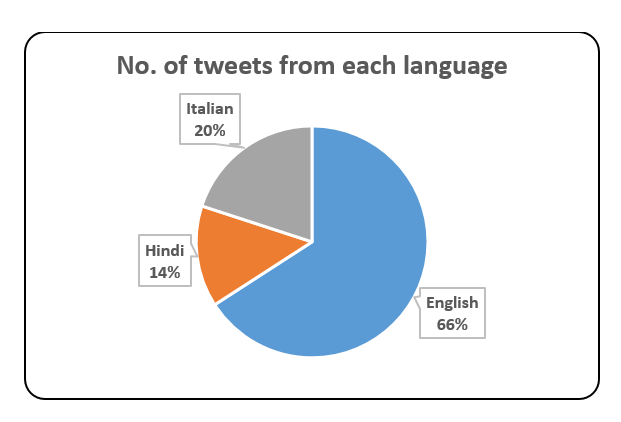 No. of tweets from each language
Italian
20%
Hindi
14%
English
66%